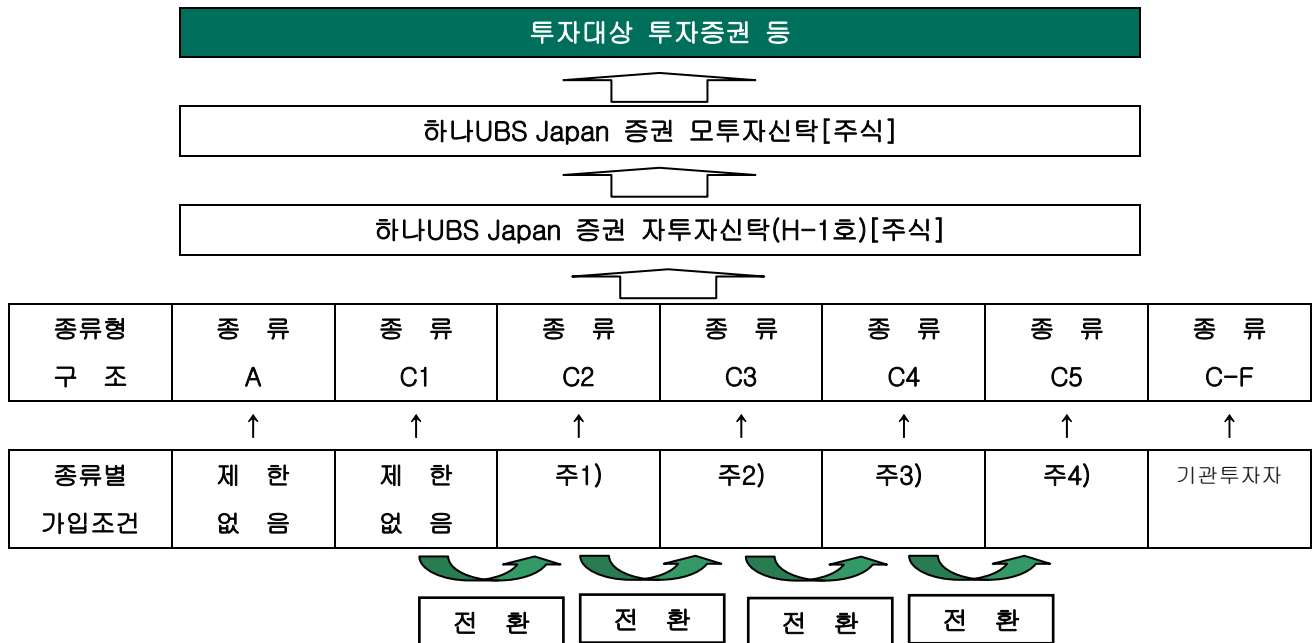 투자대상 투자증권 등
하나UBS Japan 증권 모투자신탁[주식]
하나UBS Japan 증권 자투자신탁(H-1호)[주식]
종류형 종 류 종 류 종 류 종 류 종 류 종 류 종 류
구 조 A C1 C2 C3 C4 C5 C-F
↑ ↑ ↑ ↑ ↑ ↑ ↑
종류별 제 한 제 한 주1) 주2) 주3) 주4) 기관투자자
가입조건 없 음 없 음
전 환 전 환 전 환 전 환